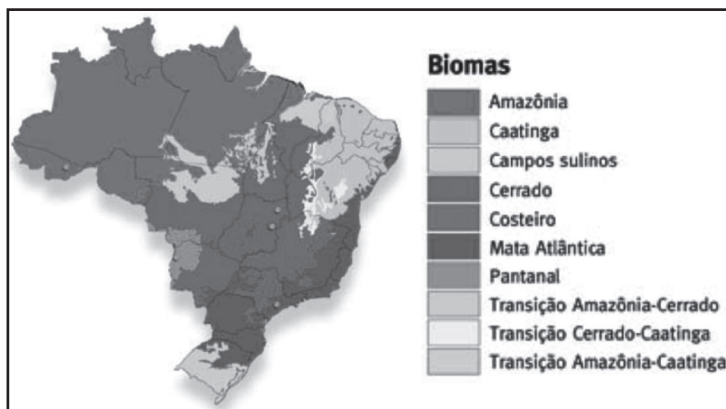 Biomas
Amazônia
Caatinga
Campos sulinos
Cerrado
Costeiro
Mata Atlântica
Pantanal
Transição Amazônia-Cerrado
Transição Cerrado-Caatinga
Transição Amazônia-Caatinga